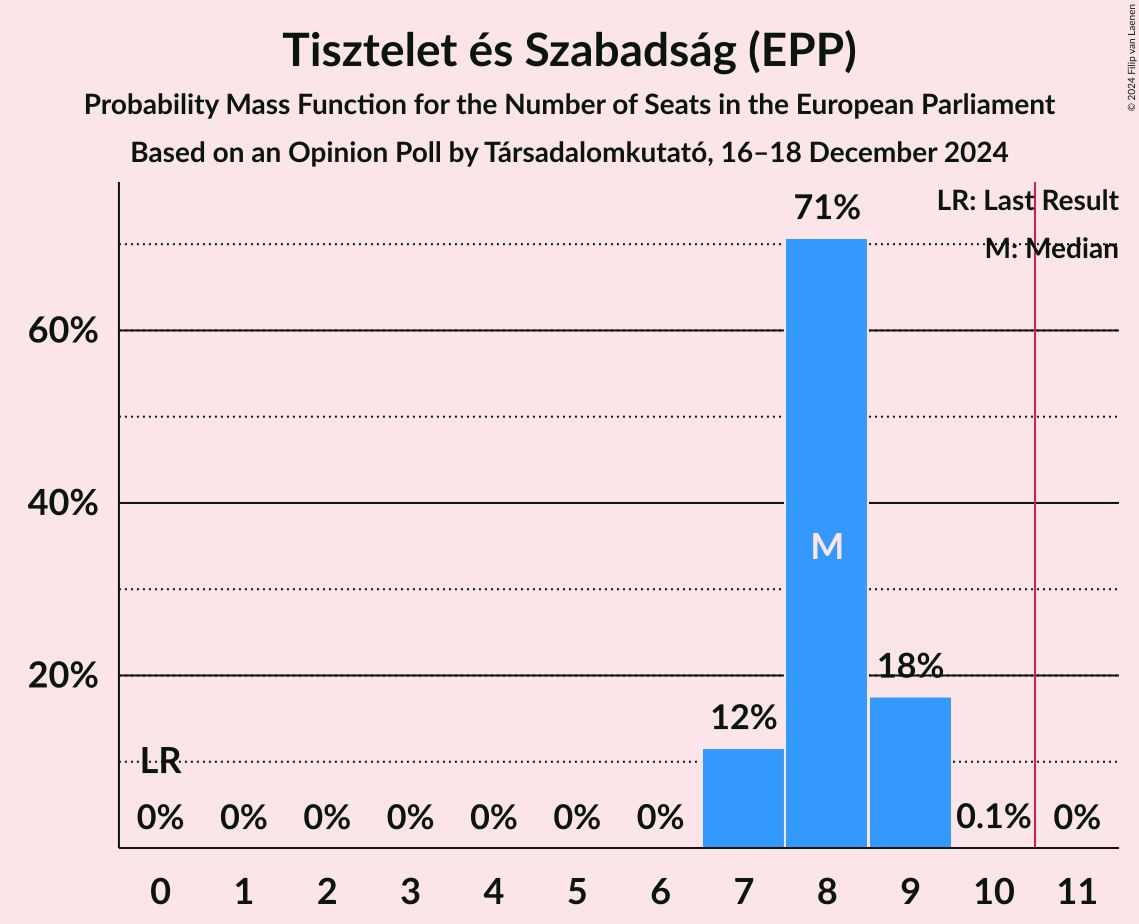 Tisztelet és Szabadság (EPP)
Probability Mass Function for the Number of Seats in the European Parliament
Based on an Opinion Poll by Társadalomkutató, 16–18 December 2024
© 2024 Filip van Laenen
LR: Last Result
M: Median
71%
60%
40%
M
20%
18%
12%
LR
0% 0% 0% 0% 0% 0% 0% 0.1% 0%
0 1 2 3 4 5 6 7 8 9 10 11